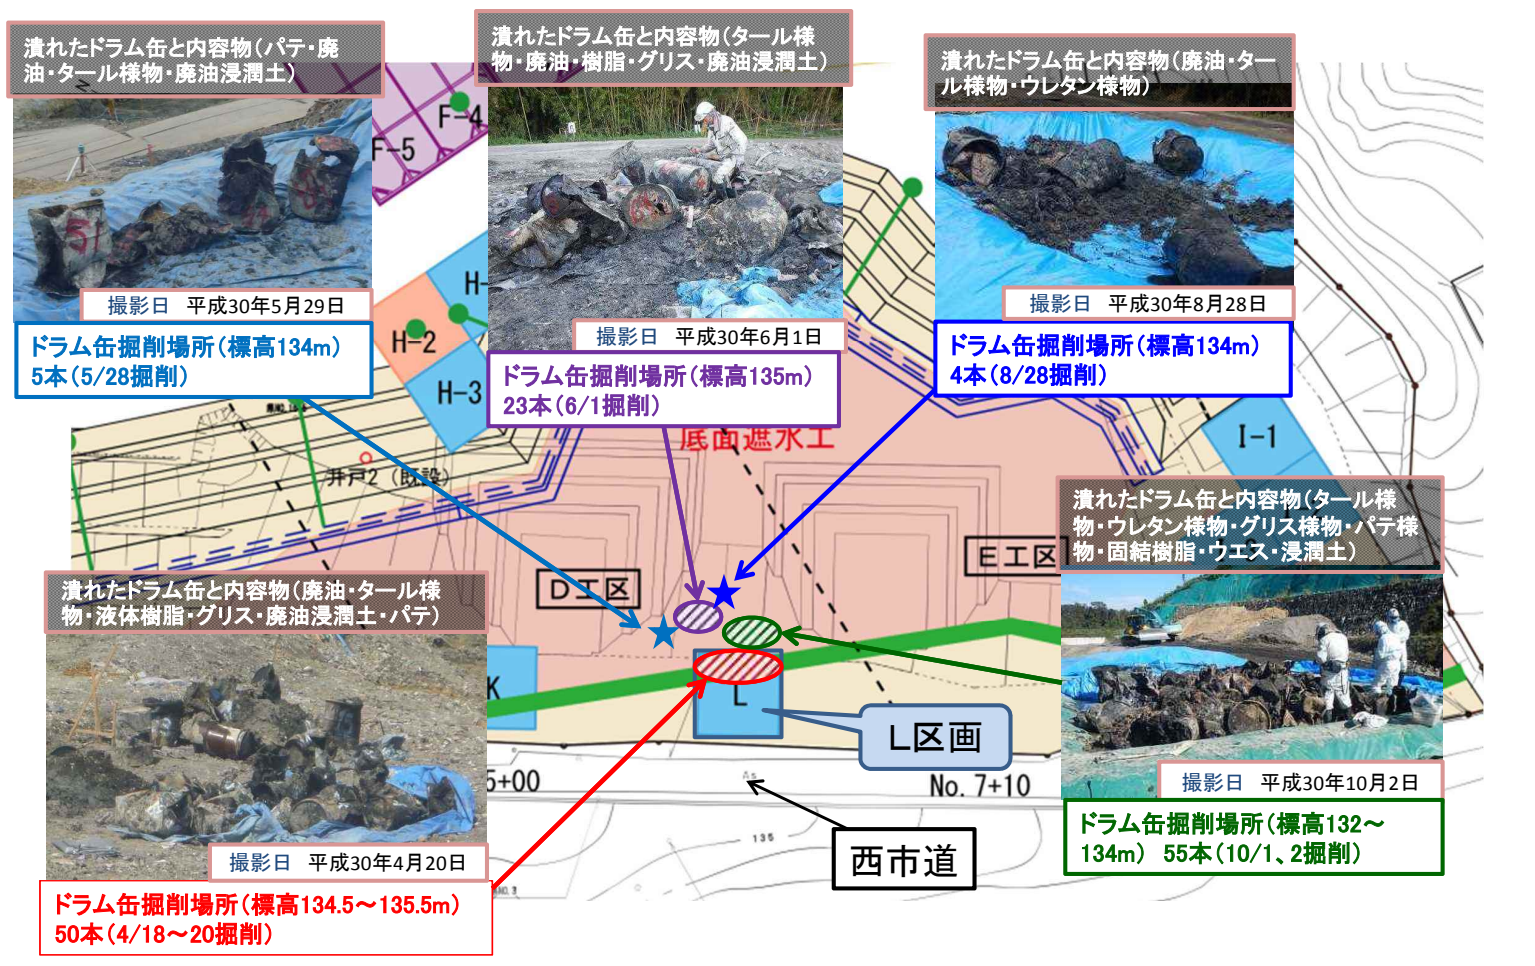 潰れたドラム缶と内容物（パテ・廃
油・タール様物・廃油浸潤土）
撮影日　平成30年5月29日
ドラム缶掘削場所（標高134m）
5本（5/28掘削）
潰れたドラム缶と内容物（タール様
物・廃油・樹脂・グリス・廃油浸潤土）
撮影日　平成30年6月1日
ドラム缶掘削場所（標高135m）
23本（6/1掘削）
潰れたドラム缶と内容物（廃油・ター
ル様物・ウレタン様物）
撮影日　平成30年8月28日
ドラム缶掘削場所（標高134m）
4本（8/28掘削）
F-4
F-5
H-
H-2
H-3
底面遮水工
I-1
井戸2（既設）
D工区
E工区
潰れたドラム缶と内容物（タール様
物・ウレタン様物・グリス様物・パテ様
物・固結樹脂・ウエス・浸潤土）
撮影日　平成30年10月2日
ドラム缶掘削場所（標高132～
134m）　55本（10/1、2掘削）
潰れたドラム缶と内容物（廃油・タール様
物・液体樹脂・グリス・廃油浸潤土・パテ）
撮影日　平成30年4月20日
ドラム缶掘削場所（標高134.5～135.5m）
50本（4/18～20掘削）
K
L
L区画
5+00
As
No. 7+10
135
西市道
51